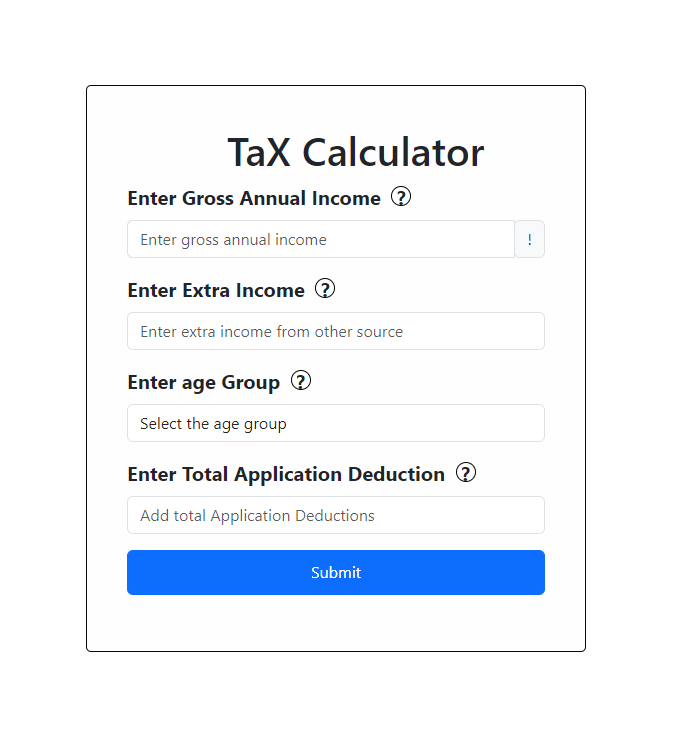 TaX Calculator
Enter Gross Annual Income ?
Enter gross annual income !
Enter Extra Income ?
Enter extra income from other source
Enter age Group ?
Select the age group
Enter Total Application Deduction ?
Add total Application Deductions
Submit